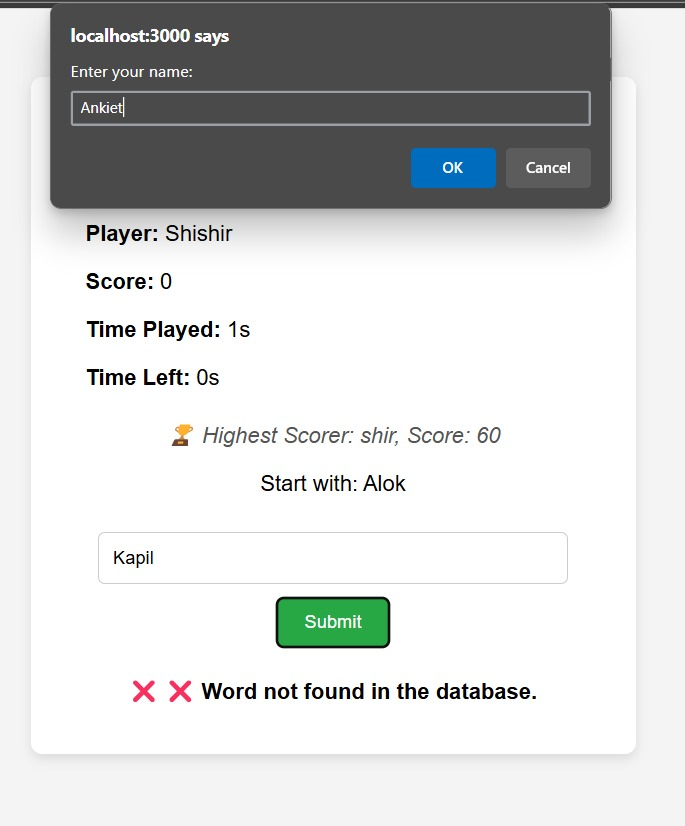 localhost:3000 says
Enter your name:
Ankiet
OK Cancel
Player: Shishir
Score: 0
Time Played: 1s
Time Left: 0s
🏆 Highest Scorer: shir, Score: 60
Start with: Alok
Kapil
Submit
❌ ❌ Word not found in the database.